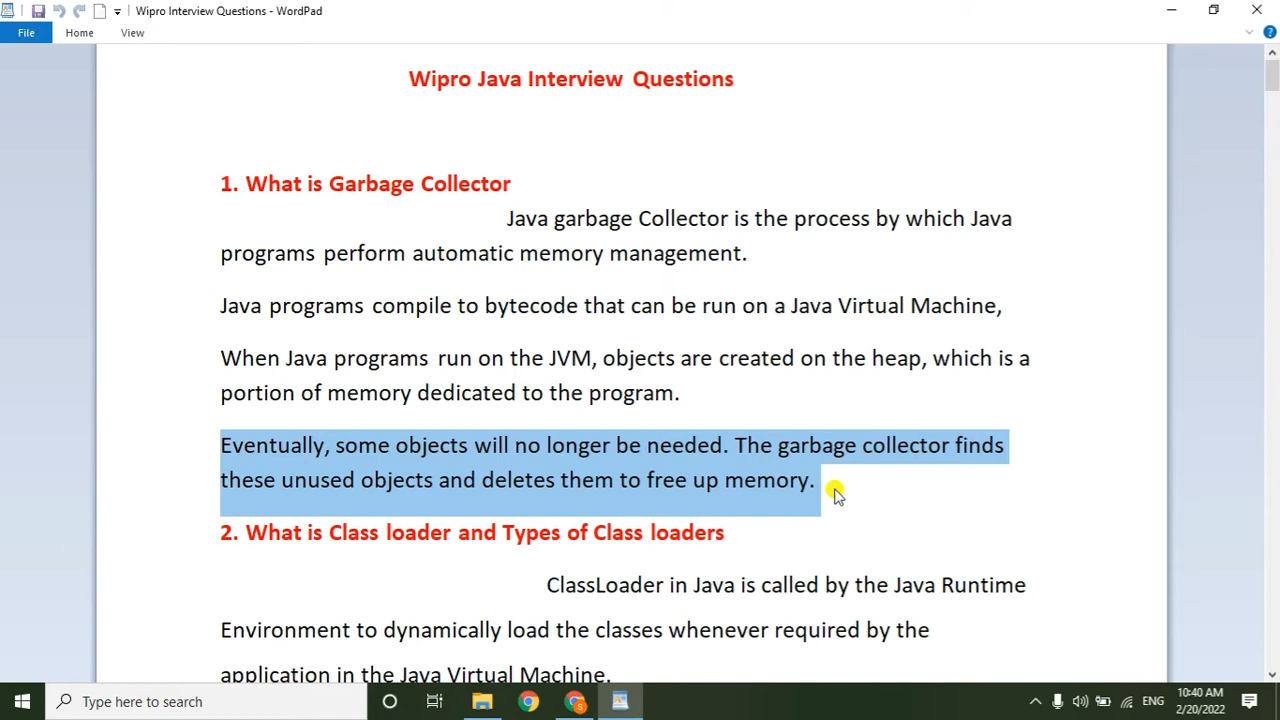 Wipro Interview Questions - WordPad
File Home View
Wipro Java Interview Questions
1. What is Garbage Collector
Java garbage Collector is the process by which Java
programs perform automatic memory management.
Java programs compile to bytecode that can be run on a Java Virtual Machine,
When Java programs run on the JVM, objects are created on the heap, which is a
portion of memory dedicated to the program.
Eventually, some objects will no longer be needed. The garbage collector finds
these unused objects and deletes them to free up memory.
2. What is Class loader and Types of Class loaders
ClassLoader in Java is called by the Java Runtime
Environment to dynamically load the classes whenever required by the
application in the Java Virtual Machine.
Type here to search
S
ENG
10:40 AM
2/20/2022